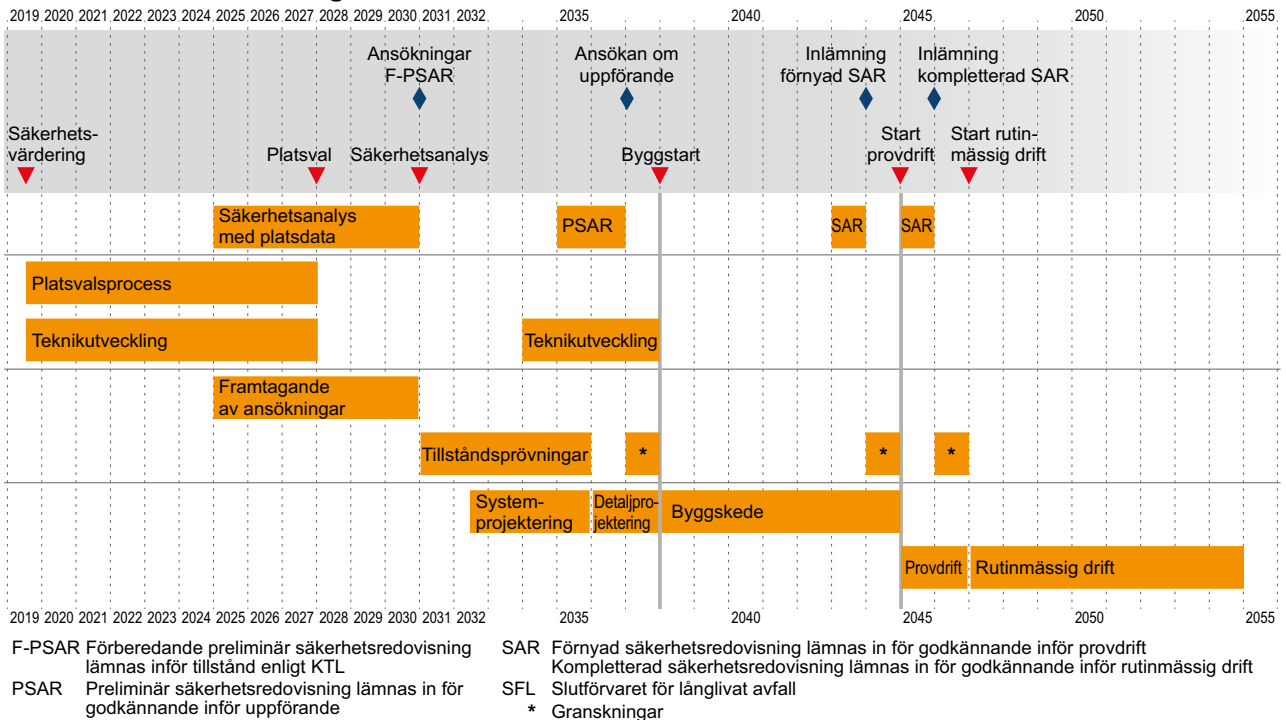 2019 2020 2021 2022 2023 2024 2025 2026 2027 2028 2029 2030 2031 2032 2035 2040 2045 2050 2055
Ansökningar
F-PSAR
Ansökan om
uppförande
Inlämning
förnyad SAR
Inlämning
kompletterad SAR
Säkerhets-
värdering
Platsval
Säkerhetsanalys
Byggstart
Start
provdrift
Start rutin-
mässig drift
Säkerhetsanalys
med platsdata
PSAR
SAR
SAR
Platsvalsprocess
Teknikutveckling
Teknikutveckling
Framtagande
av ansökningar
Tillståndsprövningar
*
*
*
System-
projektering
Detaljpro-
jektering
Byggskede
Provdrift
Rutinmässig drift
2019 2020 2021 2022 2023 2024 2025 2026 2027 2028 2029 2030 2031 2032 2035 2040 2045 2050 2055
F-PSAR Förberedande preliminär säkerhetsredovisning
lämnas inför tillstånd enligt KTL
PSAR Preliminär säkerhetsredovisning lämnas in för
godkännande inför uppförande
SAR Förnyad säkerhetsredovisning lämnas in för godkännande inför provdrift
Kompletterad säkerhetsredovisning lämnas in för godkännande inför rutinmässig drift
SFL Slutförvaret för långlivat avfall
* Granskningar